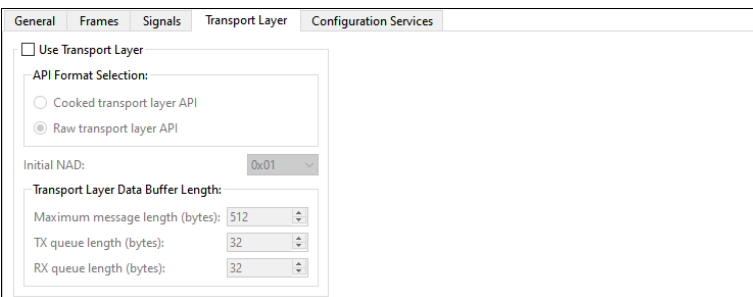 General Frames Signals Transport Layer Configuration Services
Use Transport Layer
API Format Selection:
Cooked transport layer API
Raw transport layer API
Initial NAD: 0x01
Transport Layer Data Buffer Length:
Maximum message length (bytes): 512
TX queue length (bytes): 32
RX queue length (bytes): 32